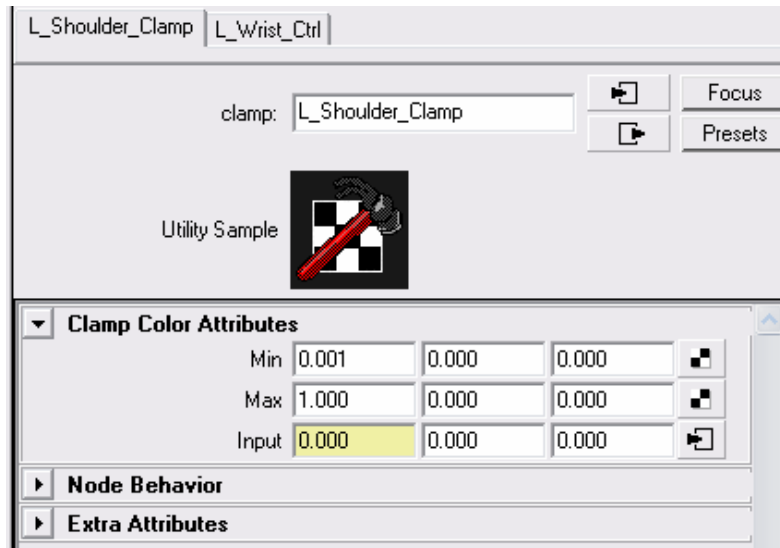 L_Shoulder_Clamp L_Wrist_Ctrl
clamp: L_Shoulder_Clamp Focus
Presets
Utility Sample
Clamp Color Attributes
Min 0.001 0.000 0.000
Max 1.000 0.000 0.000
Input 0.000 0.000 0.000
Node Behavior
Extra Attributes